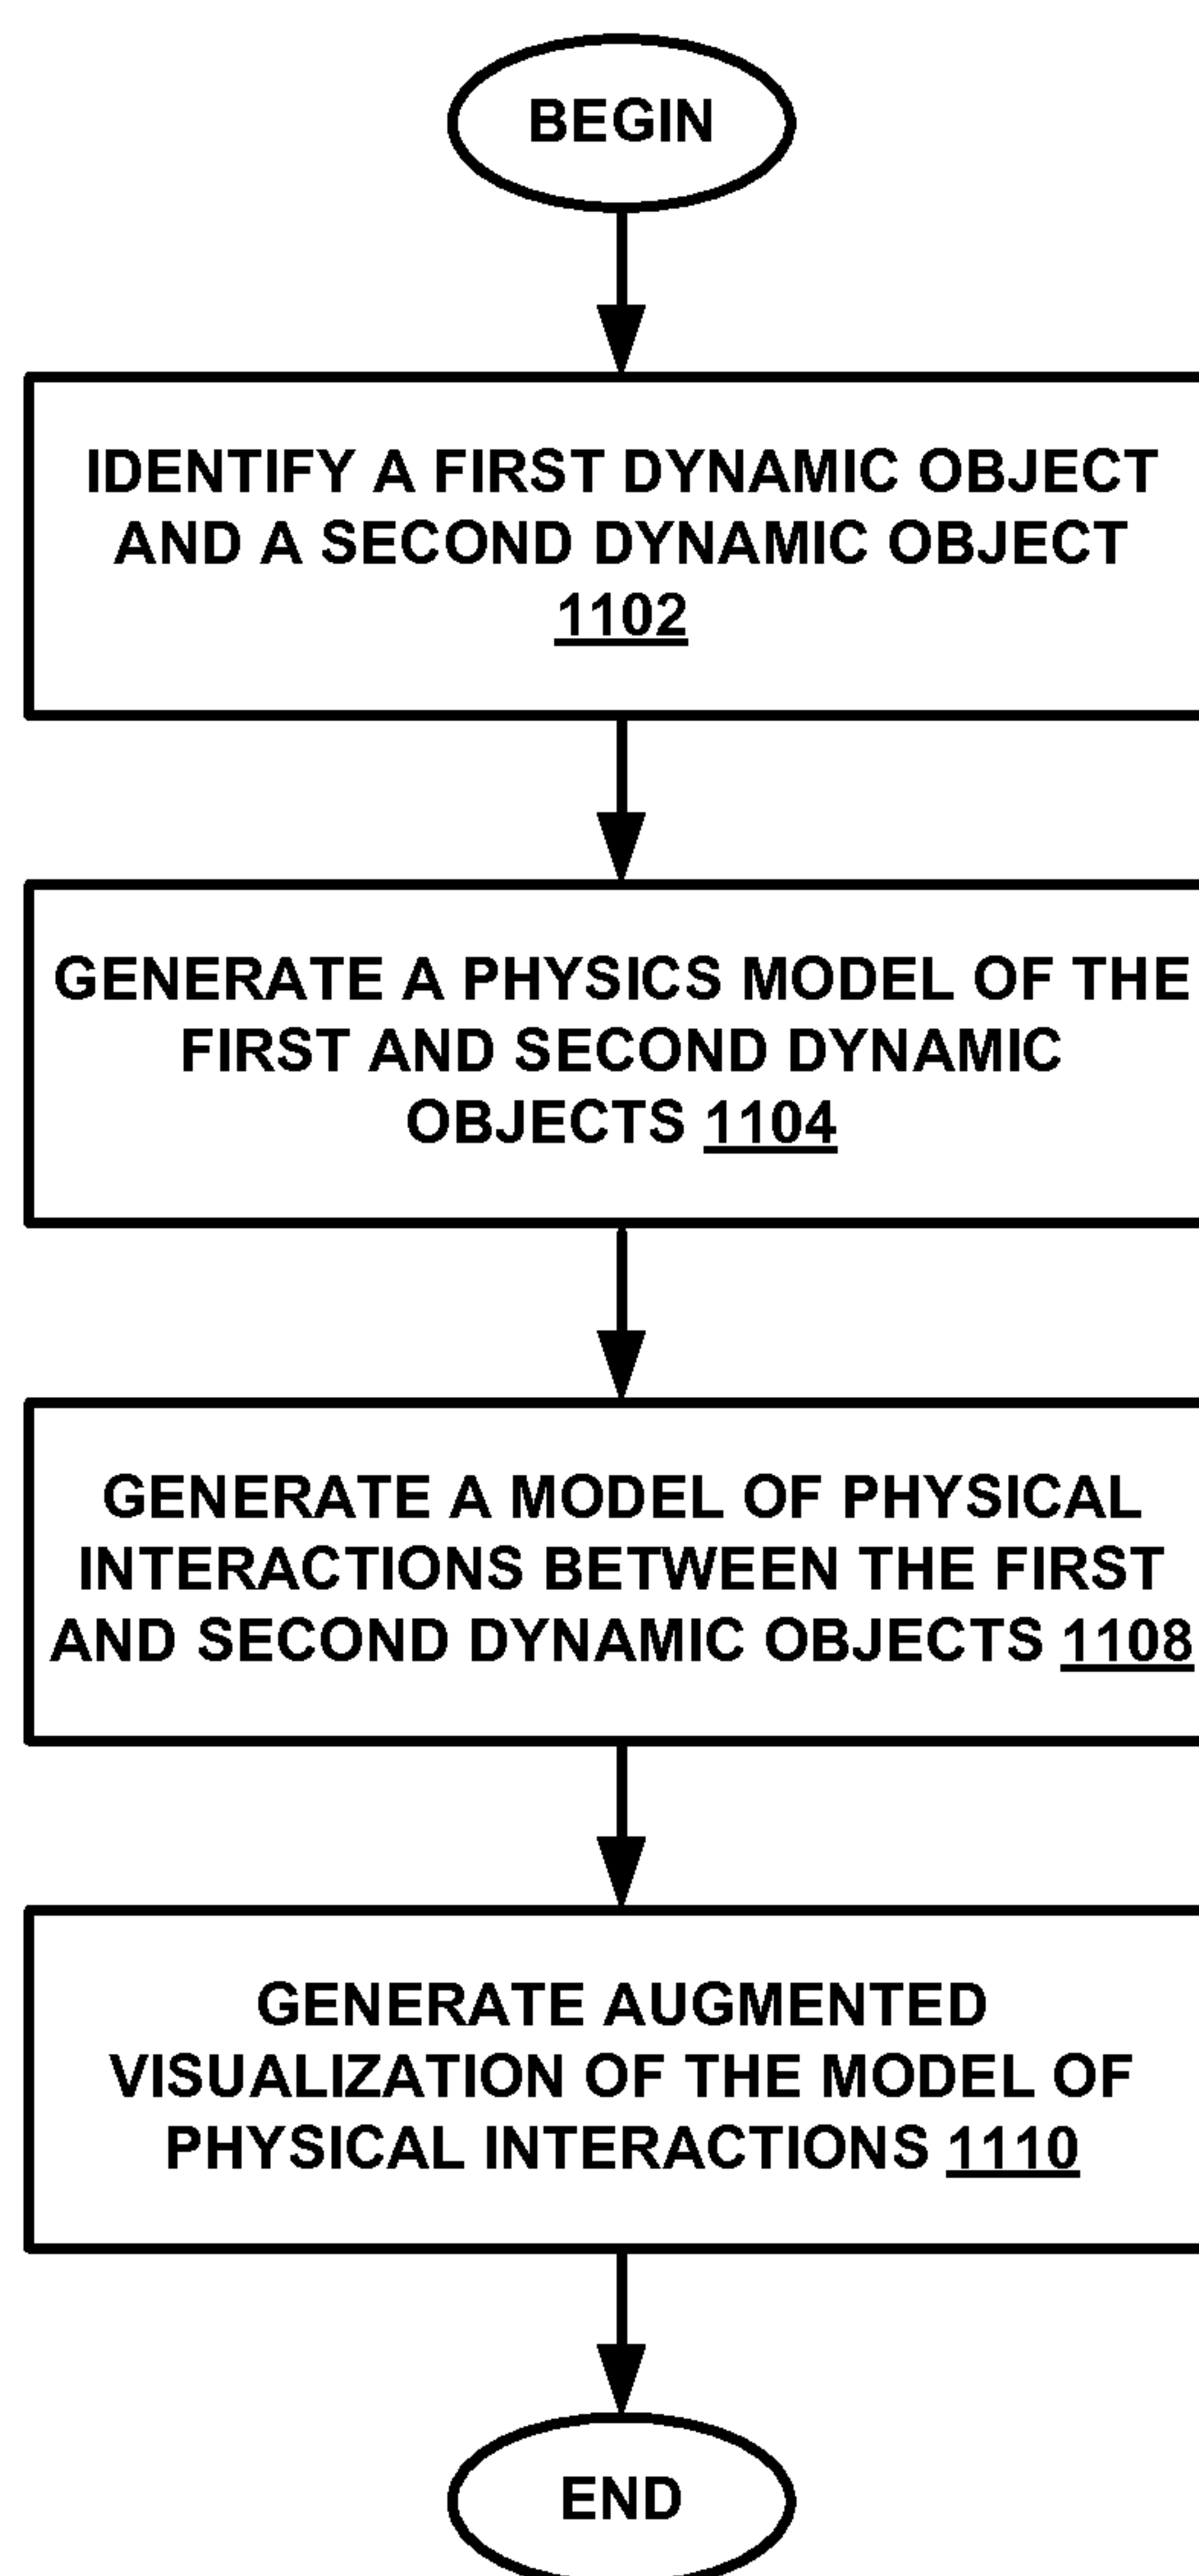 BEGIN
IDENTIFY A FIRST DYNAMIC OBJECT
AND A SECOND DYNAMIC OBJECT
1102
GENERATE A PHYSICS MODEL OF THE
FIRST AND SECOND DYNAMIC
OBJECTS 1104
GENERATE A MODEL OF PHYSICAL
INTERACTIONS BETWEEN THE FIRST
AND SECOND DYNAMIC OBJECTS 1108
GENERATE AUGMENTED
VISUALIZATION OF THE MODEL OF
PHYSICAL INTERACTIONS 1110
END